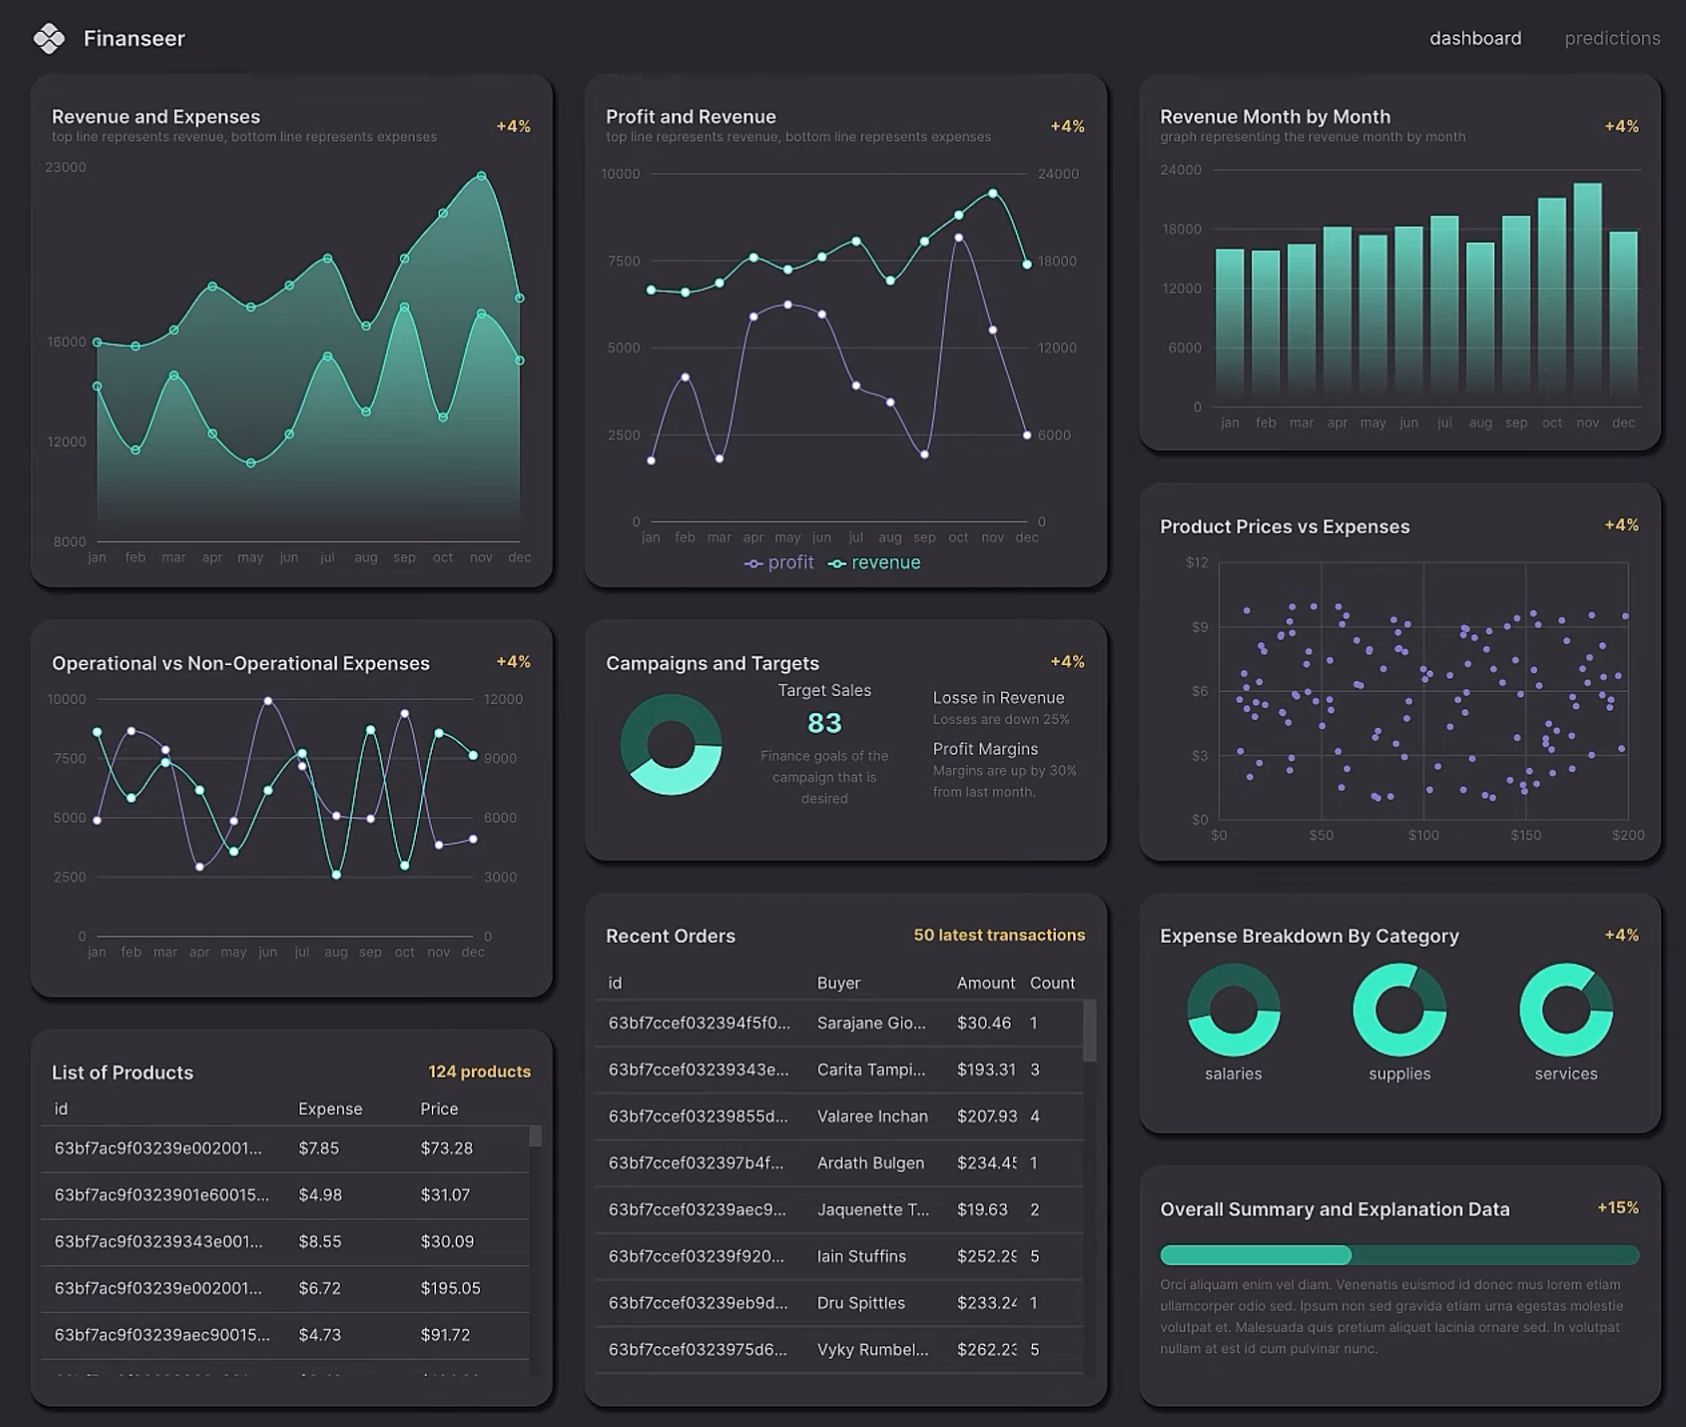 Finanseer
dashboard
predictions
Revenue and Expenses
+4%
top line represents revenue, bottom line represents expenses
23000
16000
12000
8000
jan feb mar apr may jun jul aug sep oct nov dec
Profit and Revenue
+4%
top line represents revenue, bottom line represents expenses
10000 24000
7500 18000
5000 12000
2500 6000
0 0
jan feb mar apr may jun jul aug sep oct nov dec
profit revenue
Revenue Month by Month
+4%
graph representing the revenue month by month
24000
18000
12000
6000
0
jan feb mar apr may jun jul aug sep oct nov dec
Operational vs Non-Operational Expenses
+4%
10000 12000
7500 9000
5000 6000
2500 3000
0 0
jan feb mar apr may jun jul aug sep oct nov dec
Campaigns and Targets
+4%
Target Sales
83
Finance goals of the
campaign that is
desired
Losse in Revenue
Losses are down 25%
Profit Margins
Margins are up by 30%
from last month.
Product Prices vs Expenses
+4%
$12
$9
$6
$3
$0
$0 $50 $100 $150 $200
List of Products
124 products
id Expense Price
63bf7ac9f03239e002001... $7.85 $73.28
63bf7ac9f0323901e60015... $4.98 $31.07
63bf7ac9f03239343e001... $8.55 $30.09
63bf7ac9f03239e002001... $6.72 $195.05
63bf7ac9f03239aec90015... $4.73 $91.72
Recent Orders
50 latest transactions
id Buyer Amount Count
63bf7ccef032394f5f0... Sarajane Gio... $30.46 1
63bf7ccef03239343e... Carita Tampi... $193.31 3
63bf7ccef03239855d... Valaree Inchan $207.93 4
63bf7ccef032397b4f... Ardath Bulgen $234.45 1
63bf7ccef03239aec9... Jaquenette T... $19.63 2
63bf7ccef03239f920... Iain Stuffins $252.29 5
63bf7ccef03239eb9d... Dru Spittles $233.24 1
63bf7ccef0323975d6... Vyky Rumbel... $262.23 5
Expense Breakdown By Category
+4%
salaries supplies services
Overall Summary and Explanation Data
+15%
Orci aliquam enim vel diam. Venenatis euismod id donec mus lorem etiam
ullamcorper odio sed. Ipsum non sed gravida etiam urna egestas molestie
volutpat et. Malesuada quis pretium aliquet lacinia ornare sed. In volutpat
nullam at est id cum pulvinar nunc.